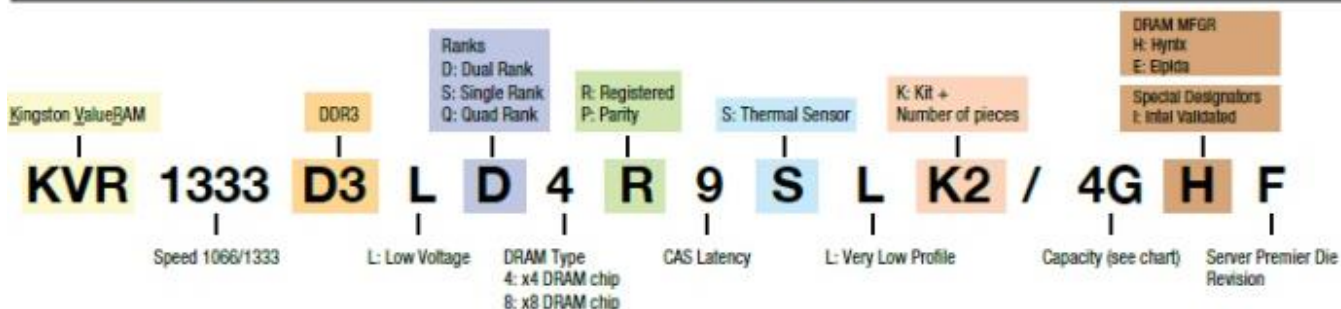 DRAM MFGR
H: Hynix
E: Elpida
Ranks
D: Dual Rank
S: Single Rank
Q: Quad Rank
Kingston ValueRAM
DDR3
R: Registered
P: Parity
S: Thermal Sensor
K: Kit +
Number of pieces
Special Designators
I: Intel Validated
KVR 1333 D3 L D 4 R 9 S L K2 / 4G H F
Speed 1066/1333
L: Low Voltage
DRAM Type
4: x4 DRAM chip
8: x8 DRAM chip
CAS Latency
L: Very Low Profile
Capacity (see chart)
Server Premier Die
Revision